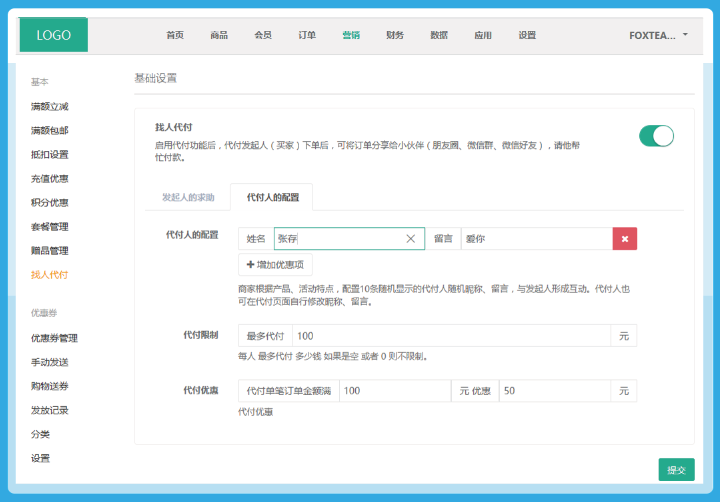 LOGO
首页 商品 会员 订单 营销 财务 数据 应用 设置 FOXTEA...
基本
满额立减
满额包邮
抵扣设置
充值优惠
积分优惠
套餐管理
赠品管理
找人代付
优惠券
优惠券管理
手动发送
购物送券
发放记录
分类
设置
基础设置
找人代付
启用代付功能后，代付发起人（买家）下单后，可将订单分享给小伙伴（朋友圈、微信群、微信好友），请他帮
忙付款。
发起人的求助 代付人的配置
代付人的配置 姓名 张存 留言 爱你
增加优惠项
商家根据产品、活动特点，配置10条随机显示的代付人随机昵称、留言，与发起人形成互动。代付人也
可在代付页面自行修改昵称、留言。
代付限制 最多代付 100 元
每人 最多代付 多少钱 如果是空 或者 0 则不限制。
代付优惠 代付单笔订单金额满 100 元 优惠 50 元
代付优惠
提交